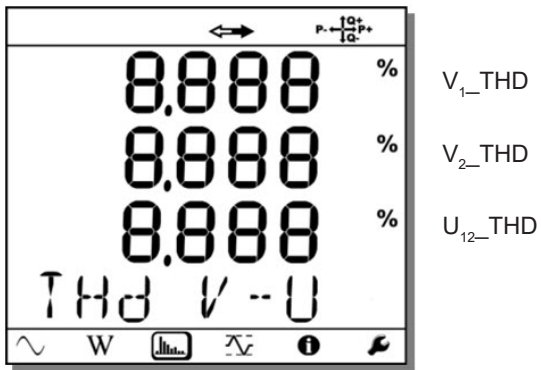 P- Q+ P+ Q-
8.888 % V₁_THD
8.888 % V₂_THD
8.888 % U₁₂_THD
THd V--U
W